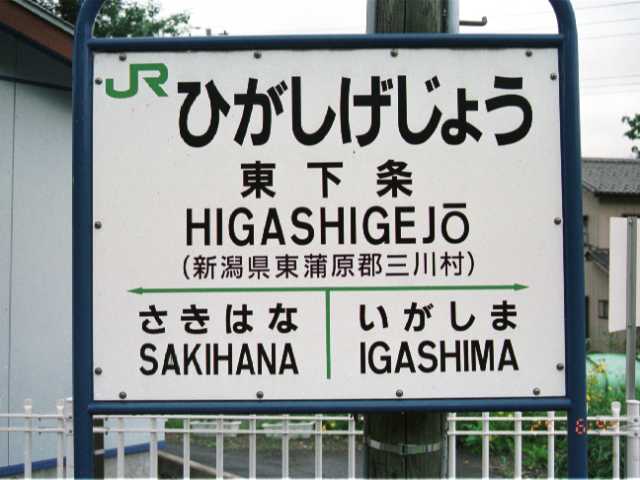 JR ひがしげじょう
東下条
HIGASHIGEJŌ
(新潟県東蒲原郡三川村)
さきはな いがしま
SAKIHANA IGASHIMA